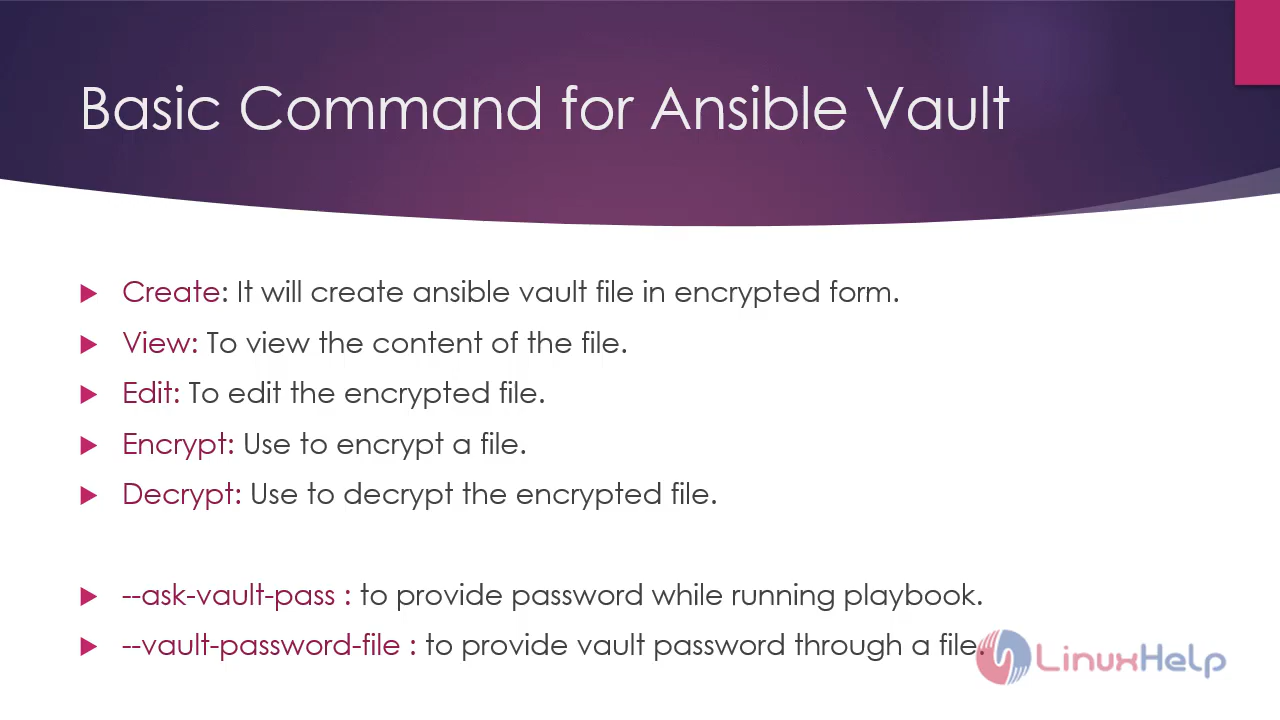 Basic Command for Ansible Vault
Create: It will create ansible vault file in encrypted form.
View: To view the content of the file.
Edit: To edit the encrypted file.
Encrypt: Use to encrypt a file.
Decrypt: Use to decrypt the encrypted file.
--ask-vault-pass : to provide password while running playbook.
--vault-password-file : to provide vault password through a file.
LinuxHelp